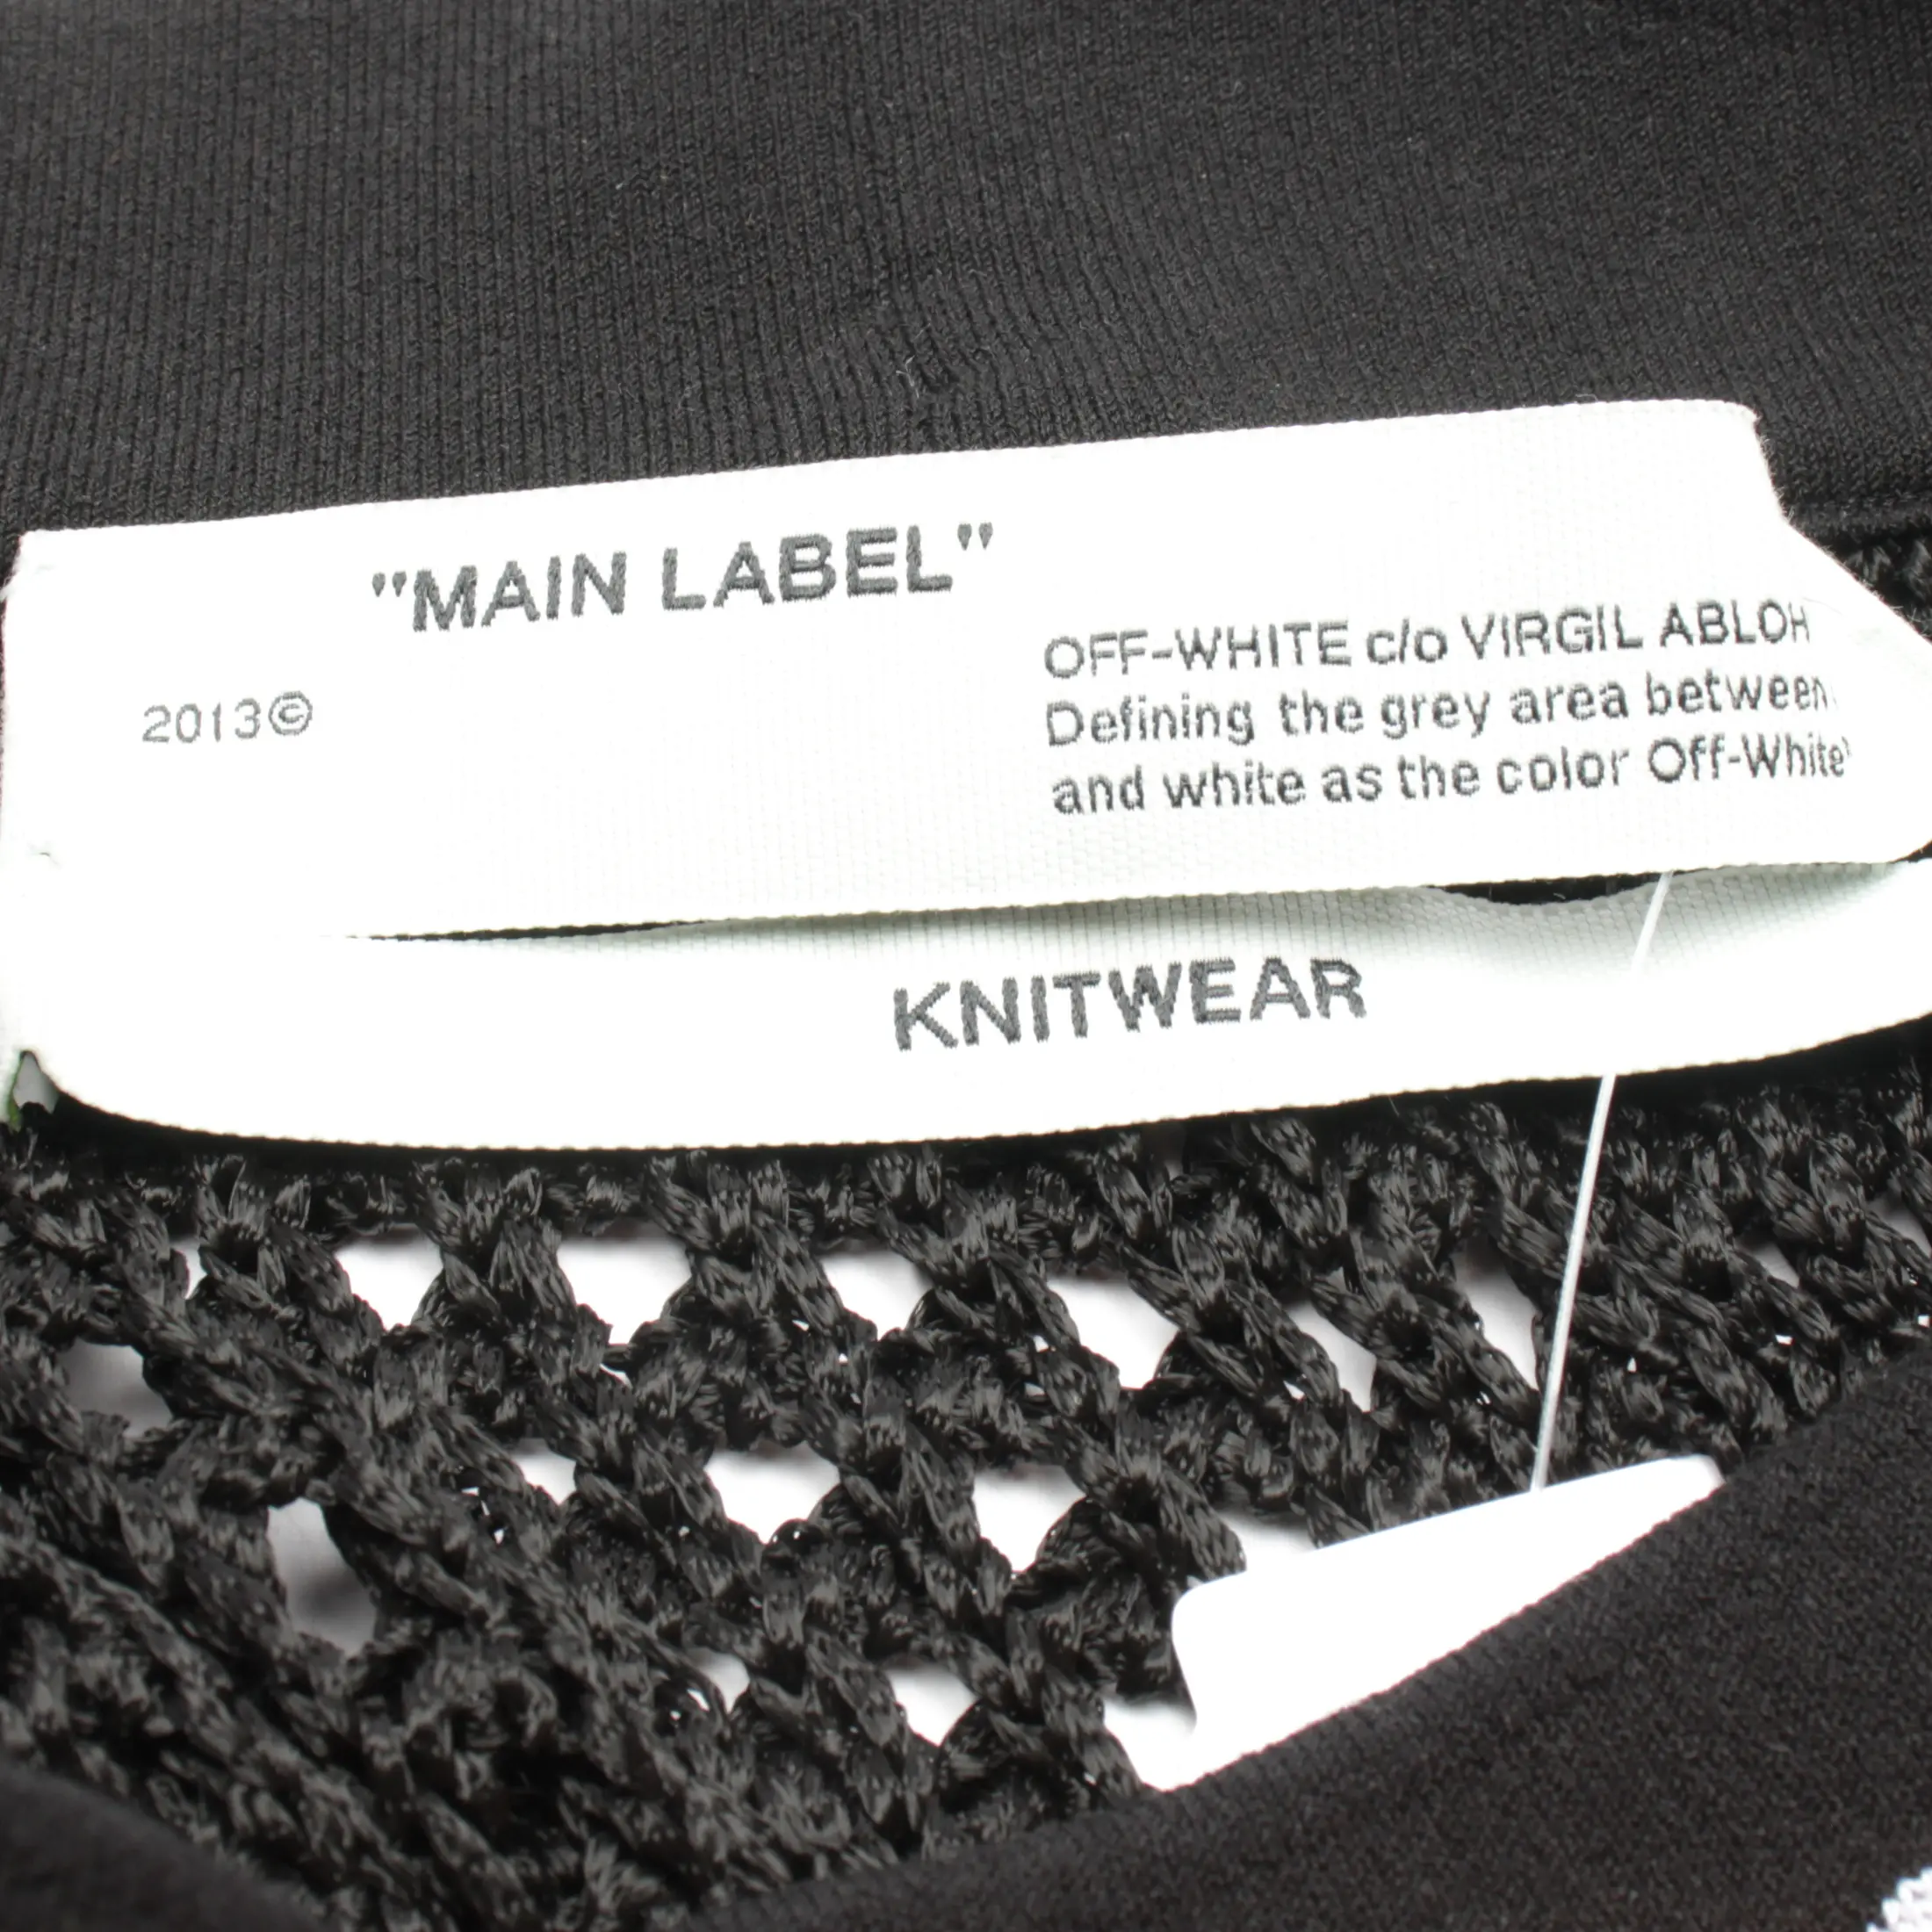 "MAIN LABEL"
2013©
OFF-WHITE c/o VIRGIL ABLOH
Defining the grey area between
and white as the color Off-White
KNITWEAR